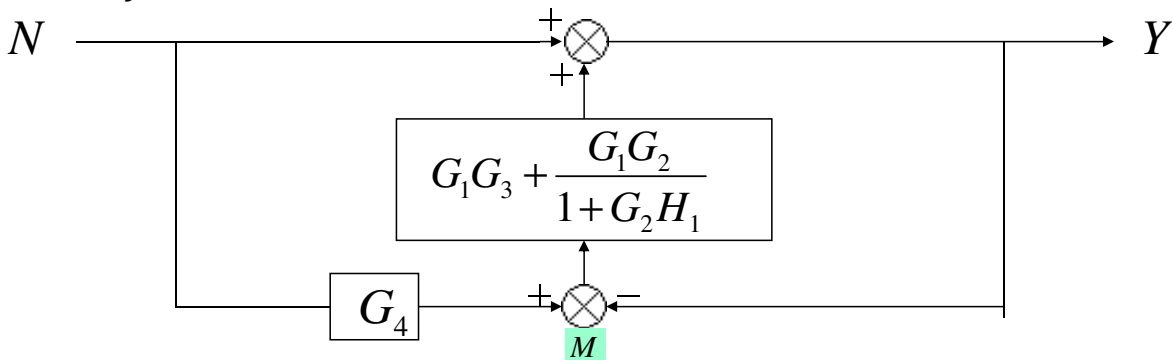 N + Y
+
G₁G₃ + G₁G₂ / (1 + G₂H₁)
G₄ + −
M